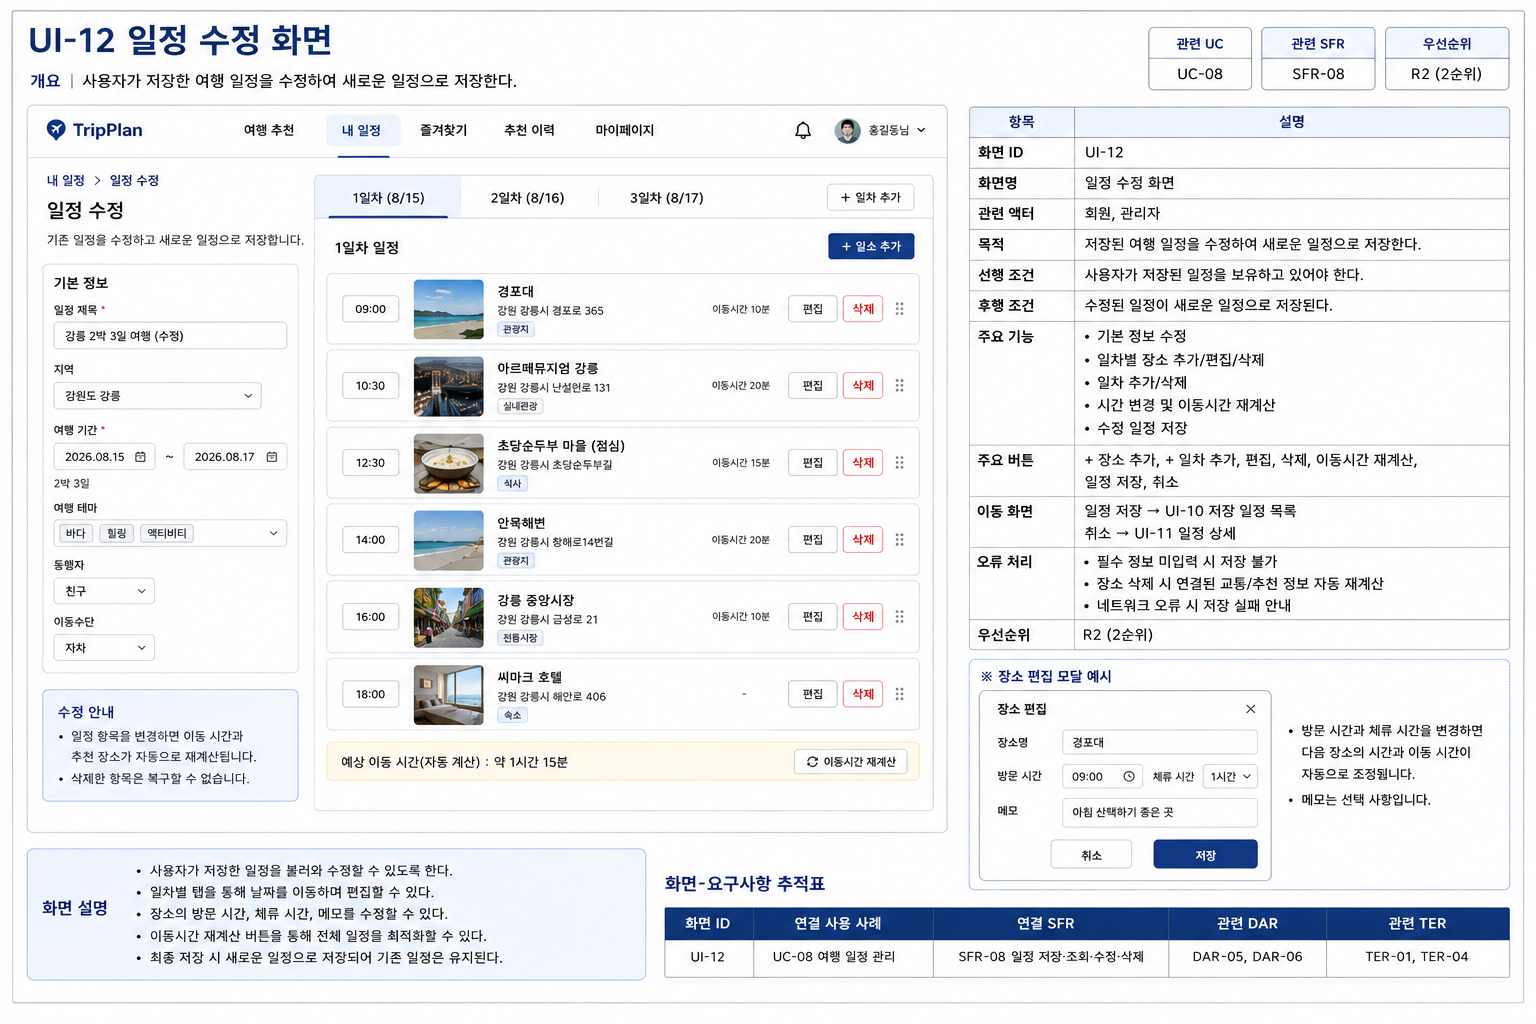 UI-12 일정 수정 화면
개요 | 사용자가 저장한 여행 일정을 수정하여 새로운 일정으로 저장한다.
관련 UC
UC-08
관련 SFR
SFR-08
우선순위
R2 (2순위)
TripPlan
여행 추천
내 일정
즐겨찾기
추천 이력
마이페이지
홍길동님
내 일정 > 일정 수정
일정 수정
기존 일정을 수정하고 새로운 일정으로 저장합니다.
기본 정보
일정 제목 *
강릉 2박 3일 여행 (수정)
지역
강원도 강릉
여행 기간 *
2026.08.15 ~ 2026.08.17
2박 3일
여행 테마
바다 힐링 액티비티
동행자
친구
이동수단
자차
수정 안내
• 일정 항목을 변경하면 이동 시간과
추천 장소가 자동으로 재계산됩니다.
• 삭제한 항목은 복구할 수 없습니다.
1일차 (8/15)
2일차 (8/16)
3일차 (8/17)
+ 일차 추가
1일차 일정
+ 일소 추가
09:00
경포대
강원 강릉시 경포로 365
관광지
이동시간 10분
편집
삭제
10:30
아르떼뮤지엄 강릉
강원 강릉시 난설헌로 131
실내관광
이동시간 20분
편집
삭제
12:30
초당순두부 마을 (점심)
강원 강릉시 초당순두부길
식사
이동시간 15분
편집
삭제
14:00
안목해변
강원 강릉시 창해로14번길
관광지
이동시간 20분
편집
삭제
16:00
강릉 중앙시장
강원 강릉시 금성로 21
전통시장
이동시간 10분
편집
삭제
18:00
씨마크 호텔
강원 강릉시 해안로 406
숙소
-
편집
삭제
예상 이동 시간(자동 계산) : 약 1시간 15분
이동시간 재계산
항목 설명
화면 ID UI-12
화면명 일정 수정 화면
관련 액터 회원, 관리자
목적 저장된 여행 일정을 수정하여 새로운 일정으로 저장한다.
선행 조건 사용자가 저장된 일정을 보유하고 있어야 한다.
후행 조건 수정된 일정이 새로운 일정으로 저장된다.
주요 기능 • 기본 정보 수정
• 일차별 장소 추가/편집/삭제
• 일차 추가/삭제
• 시간 변경 및 이동시간 재계산
• 수정 일정 저장
주요 버튼 + 장소 추가, + 일차 추가, 편집, 삭제, 이동시간 재계산,
일정 저장, 취소
이동 화면 일정 저장 → UI-10 저장 일정 목록
취소 → UI-11 일정 상세
오류 처리 • 필수 정보 미입력 시 저장 불가
• 장소 삭제 시 연결된 교통/추천 정보 자동 재계산
• 네트워크 오류 시 저장 실패 안내
우선순위 R2 (2순위)
※ 장소 편집 모달 예시
장소 편집
장소명 경포대
방문 시간 09:00 체류 시간 1시간
메모 아침 산책하기 좋은 곳
취소 저장
• 방문 시간과 체류 시간을 변경하면
다음 장소의 시간과 이동 시간이
자동으로 조정됩니다.
• 메모는 선택 사항입니다.
화면 설명
• 사용자가 저장한 일정을 불러와 수정할 수 있도록 한다.
• 일차별 탭을 통해 날짜를 이동하며 편집할 수 있다.
• 장소의 방문 시간, 체류 시간, 메모를 수정할 수 있다.
• 이동시간 재계산 버튼을 통해 전체 일정을 최적화할 수 있다.
• 최종 저장 시 새로운 일정으로 저장되어 기존 일정은 유지된다.
화면-요구사항 추적표
화면 ID 연결 사용 사례 연결 SFR 관련 DAR 관련 TER
UI-12 UC-08 여행 일정 관리 SFR-08 일정 저장·조회·수정·삭제 DAR-05, DAR-06 TER-01, TER-04